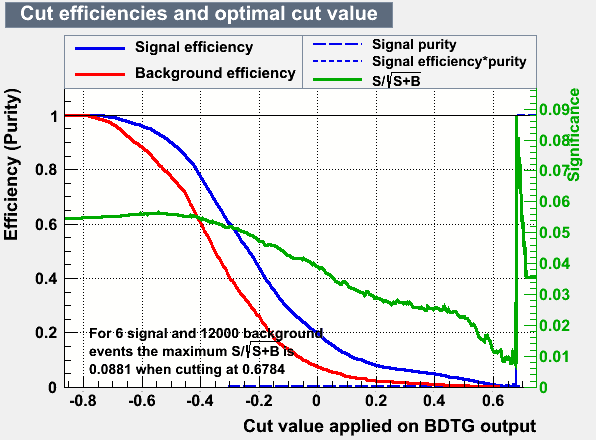 Cut efficiencies and optimal cut value
Signal efficiency
Background efficiency
Signal purity
Signal efficiency*purity
S/√S+B
Efficiency (Purity)
1
0.8
0.6
0.4
0.2
0
Significance
0.09
0.08
0.07
0.06
0.05
0.04
0.03
0.02
0.01
0
For 6 signal and 12000 background
events the maximum S/√S+B is
0.0881 when cutting at 0.6784
-0.8 -0.6 -0.4 -0.2 0 0.2 0.4 0.6
Cut value applied on BDTG output